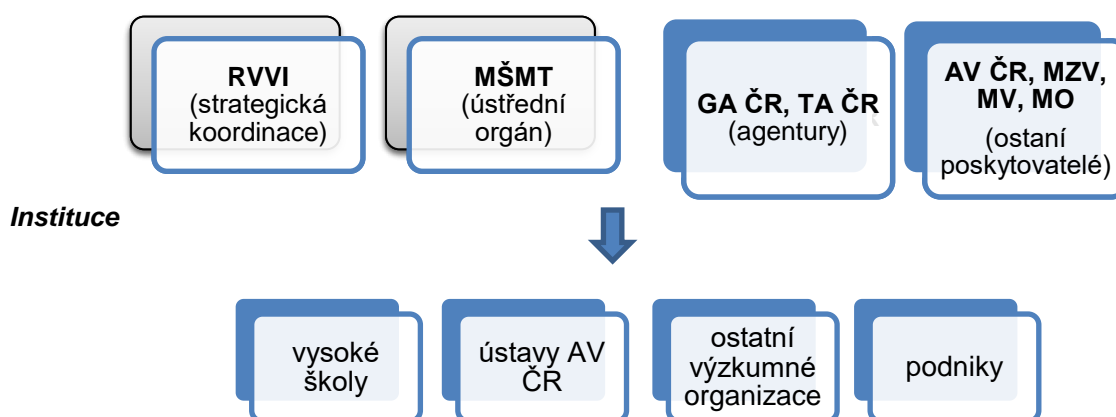 RVVI
(strategická
koordinace)
MŠMT
(ústřední
orgán)
GA ČR, TA ČR
(agentury)
AV ČR, MZV,
MV, MO
(ostaní
poskytovatelé)
Instituce
vysoké
školy
ústavy AV
ČR
ostatní
výzkumné
organizace
podniky